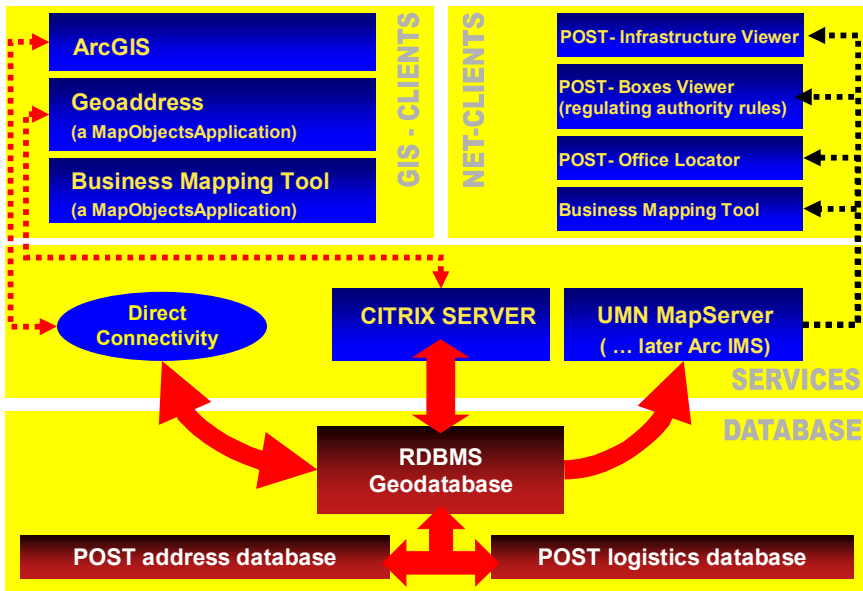 ArcGIS
Geoaddress
(a MapObjectsApplication)
Business Mapping Tool
(a MapObjectsApplication)
GIS - CLIENTS
NET-CLIENTS
POST- Infrastructure Viewer
POST- Boxes Viewer
(regulating authority rules)
POST- Office Locator
Business Mapping Tool
Direct
Connectivity
CITRIX SERVER
UMN MapServer
( ... later Arc IMS)
SERVICES
DATABASE
RDBMS
Geodatabase
POST address database
POST logistics database